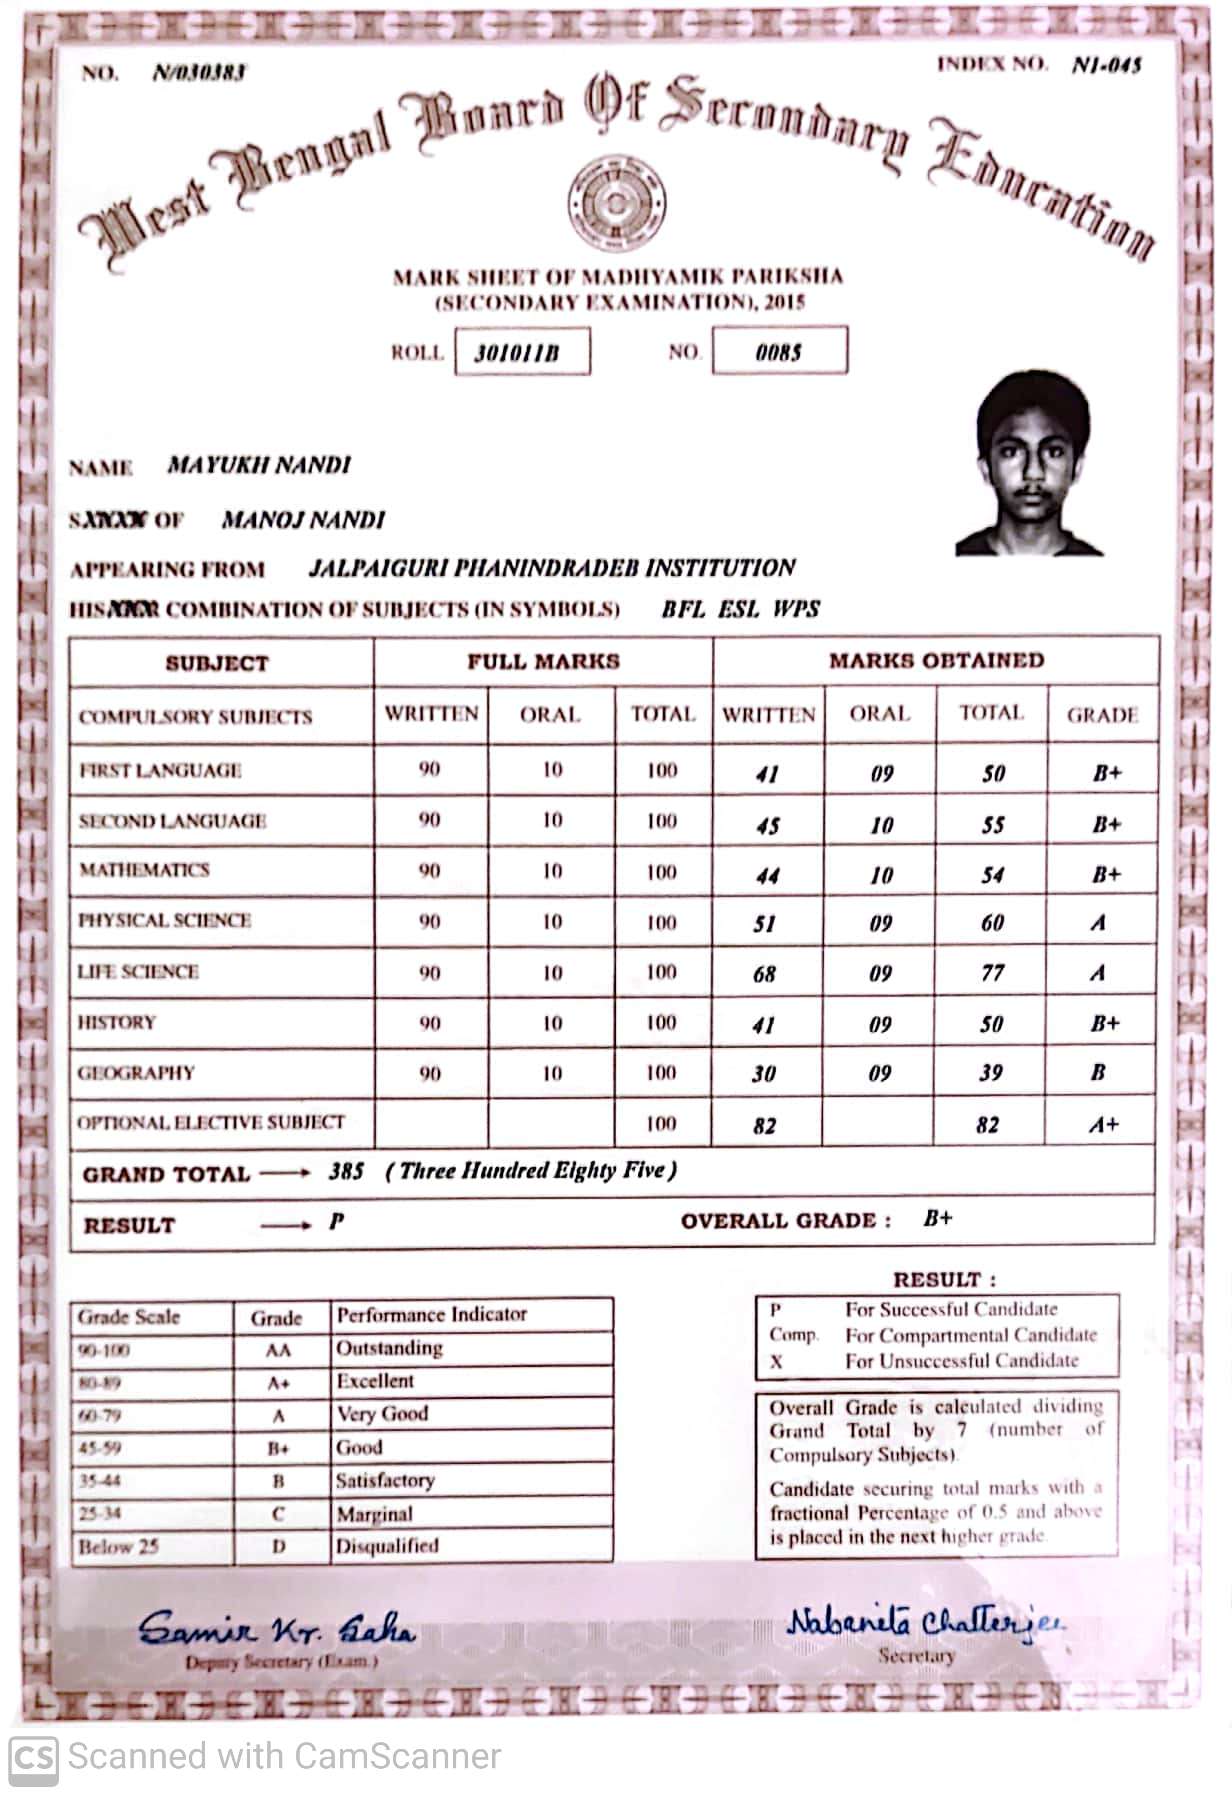 NO. N/030383 INDEX NO. N1-045
West Bengal Board Of Secondary Education
MARK SHEET OF MADHYAMIK PARIKSHA
(SECONDARY EXAMINATION), 2015
ROLL 301011B NO. 0085
NAME MAYUKH NANDI
SXXXX OF MANOJ NANDI
APPEARING FROM JALPAIGURI PHANINDRADEB INSTITUTION
HISXXXR COMBINATION OF SUBJECTS (IN SYMBOLS) BFL ESL WPS
SUBJECT FULL MARKS MARKS OBTAINED
COMPULSORY SUBJECTS WRITTEN ORAL TOTAL WRITTEN ORAL TOTAL GRADE
FIRST LANGUAGE 90 10 100 41 09 50 B+
SECOND LANGUAGE 90 10 100 45 10 55 B+
MATHEMATICS 90 10 100 44 10 54 B+
PHYSICAL SCIENCE 90 10 100 51 09 60 A
LIFE SCIENCE 90 10 100 68 09 77 A
HISTORY 90 10 100 41 09 50 B+
GEOGRAPHY 90 10 100 30 09 39 B
OPTIONAL ELECTIVE SUBJECT 100 82 82 A+
GRAND TOTAL → 385 (Three Hundred Eighty Five)
RESULT → P OVERALL GRADE : B+
Grade Scale Grade Performance Indicator
90-100 AA Outstanding
80-89 A+ Excellent
60-79 A Very Good
45-59 B+ Good
35-44 B Satisfactory
25-34 C Marginal
Below 25 D Disqualified
RESULT :
P For Successful Candidate
Comp. For Compartmental Candidate
X For Unsuccessful Candidate
Overall Grade is calculated dividing
Grand Total by 7 (number of
Compulsory Subjects).
Candidate securing total marks with a
fractional Percentage of 0.5 and above
is placed in the next higher grade.
Samir Kr. Saha
Deputy Secretary (Exam.)
Nabanita Chatterjee
Secretary
CS Scanned with CamScanner